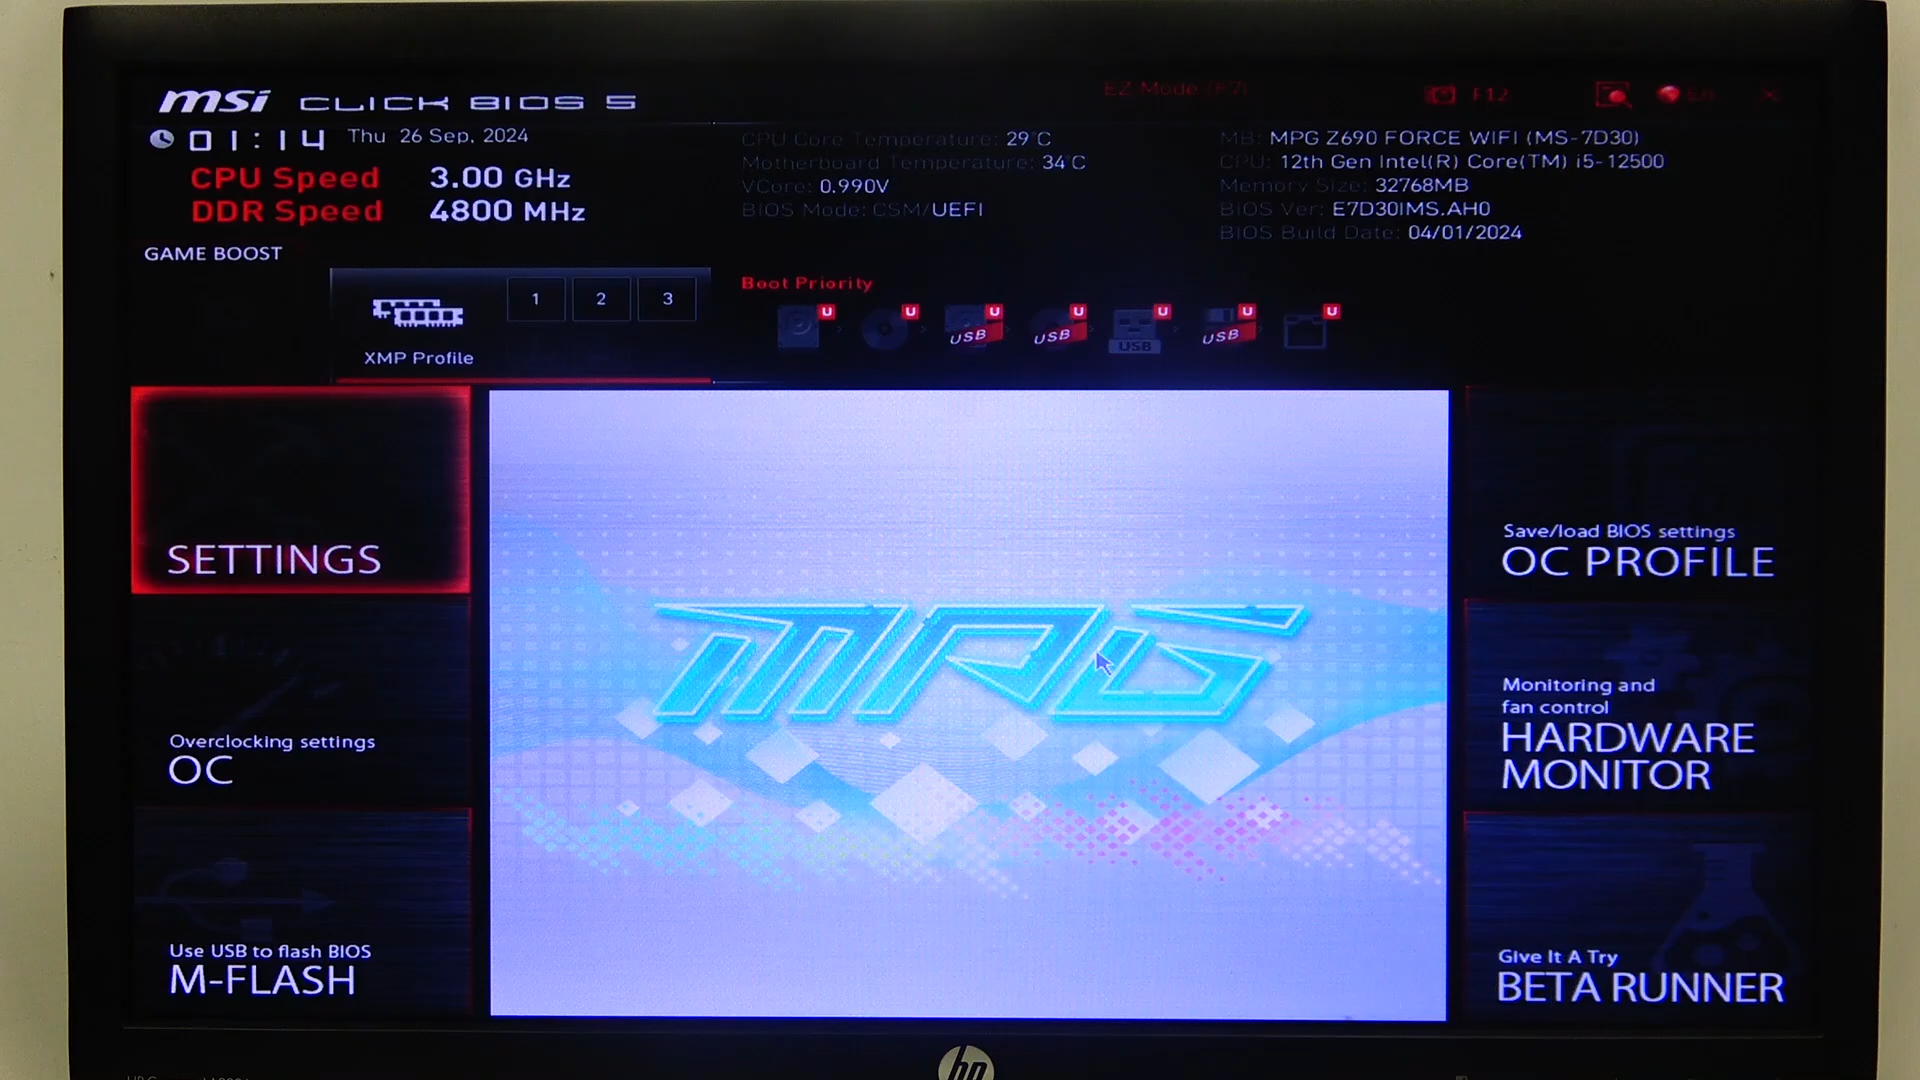 msi CLICK BIOS 5
EZ Mode (F7)
F12
En
01:14 Thu 26 Sep, 2024
CPU Speed 3.00 GHz
DDR Speed 4800 MHz
CPU Core Temperature: 29°C
Motherboard Temperature: 34°C
VCore: 0.990V
BIOS Mode: CSM/UEFI
MB: MPG Z690 FORCE WIFI (MS-7D30)
CPU: 12th Gen Intel(R) Core(TM) i5-12500
Memory Size: 32768MB
BIOS Ver: E7D30IMS.AH0
BIOS Build Date: 04/01/2024
GAME BOOST
1 2 3
XMP Profile
Boot Priority
U U U U U U U
USB USB USB USB
SETTINGS
Overclocking settings
OC
Use USB to flash BIOS
M-FLASH
MPG
Save/load BIOS settings
OC PROFILE
Monitoring and
fan control
HARDWARE
MONITOR
Give It A Try
BETA RUNNER
hp